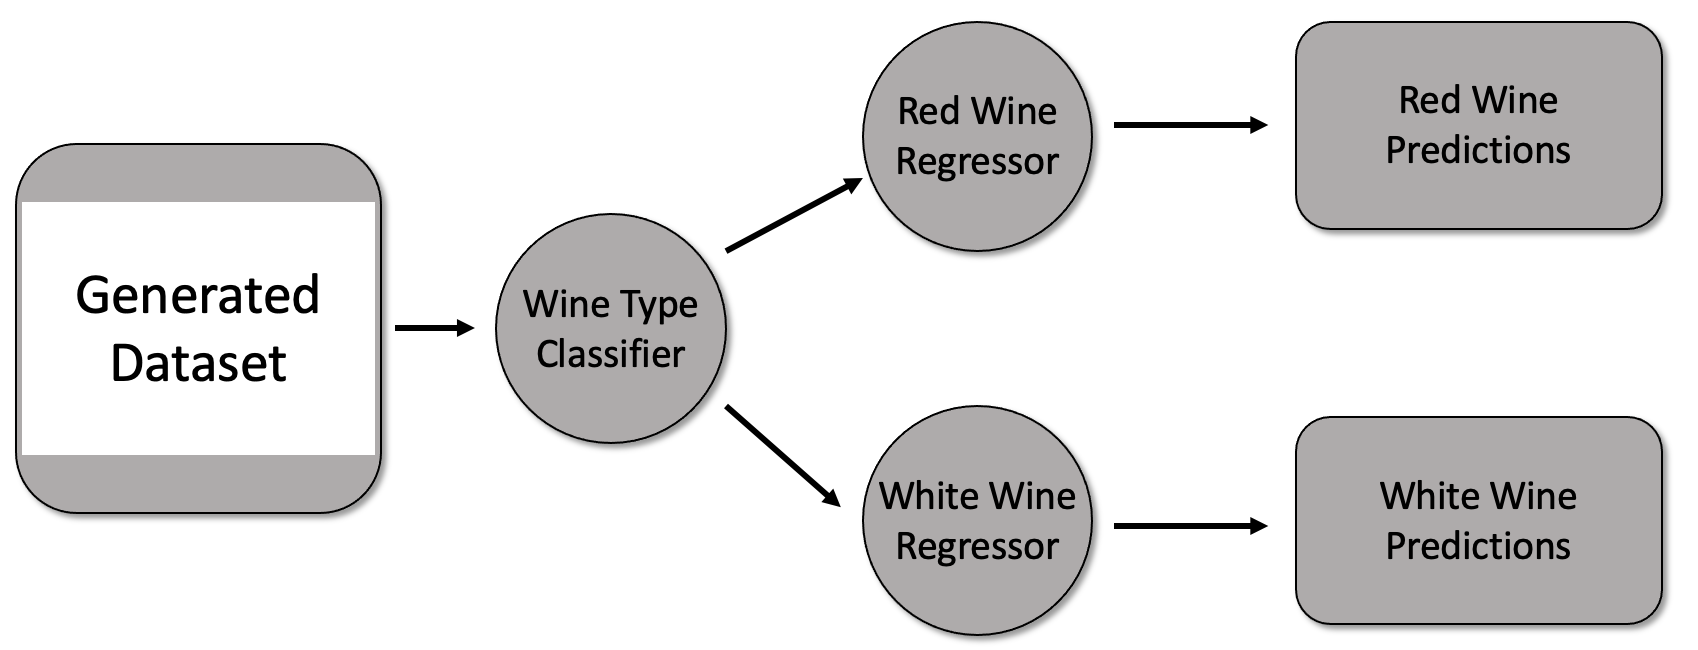 Generated
Dataset
Wine Type
Classifier
Red Wine
Regressor
Red Wine
Predictions
White Wine
Regressor
White Wine
Predictions